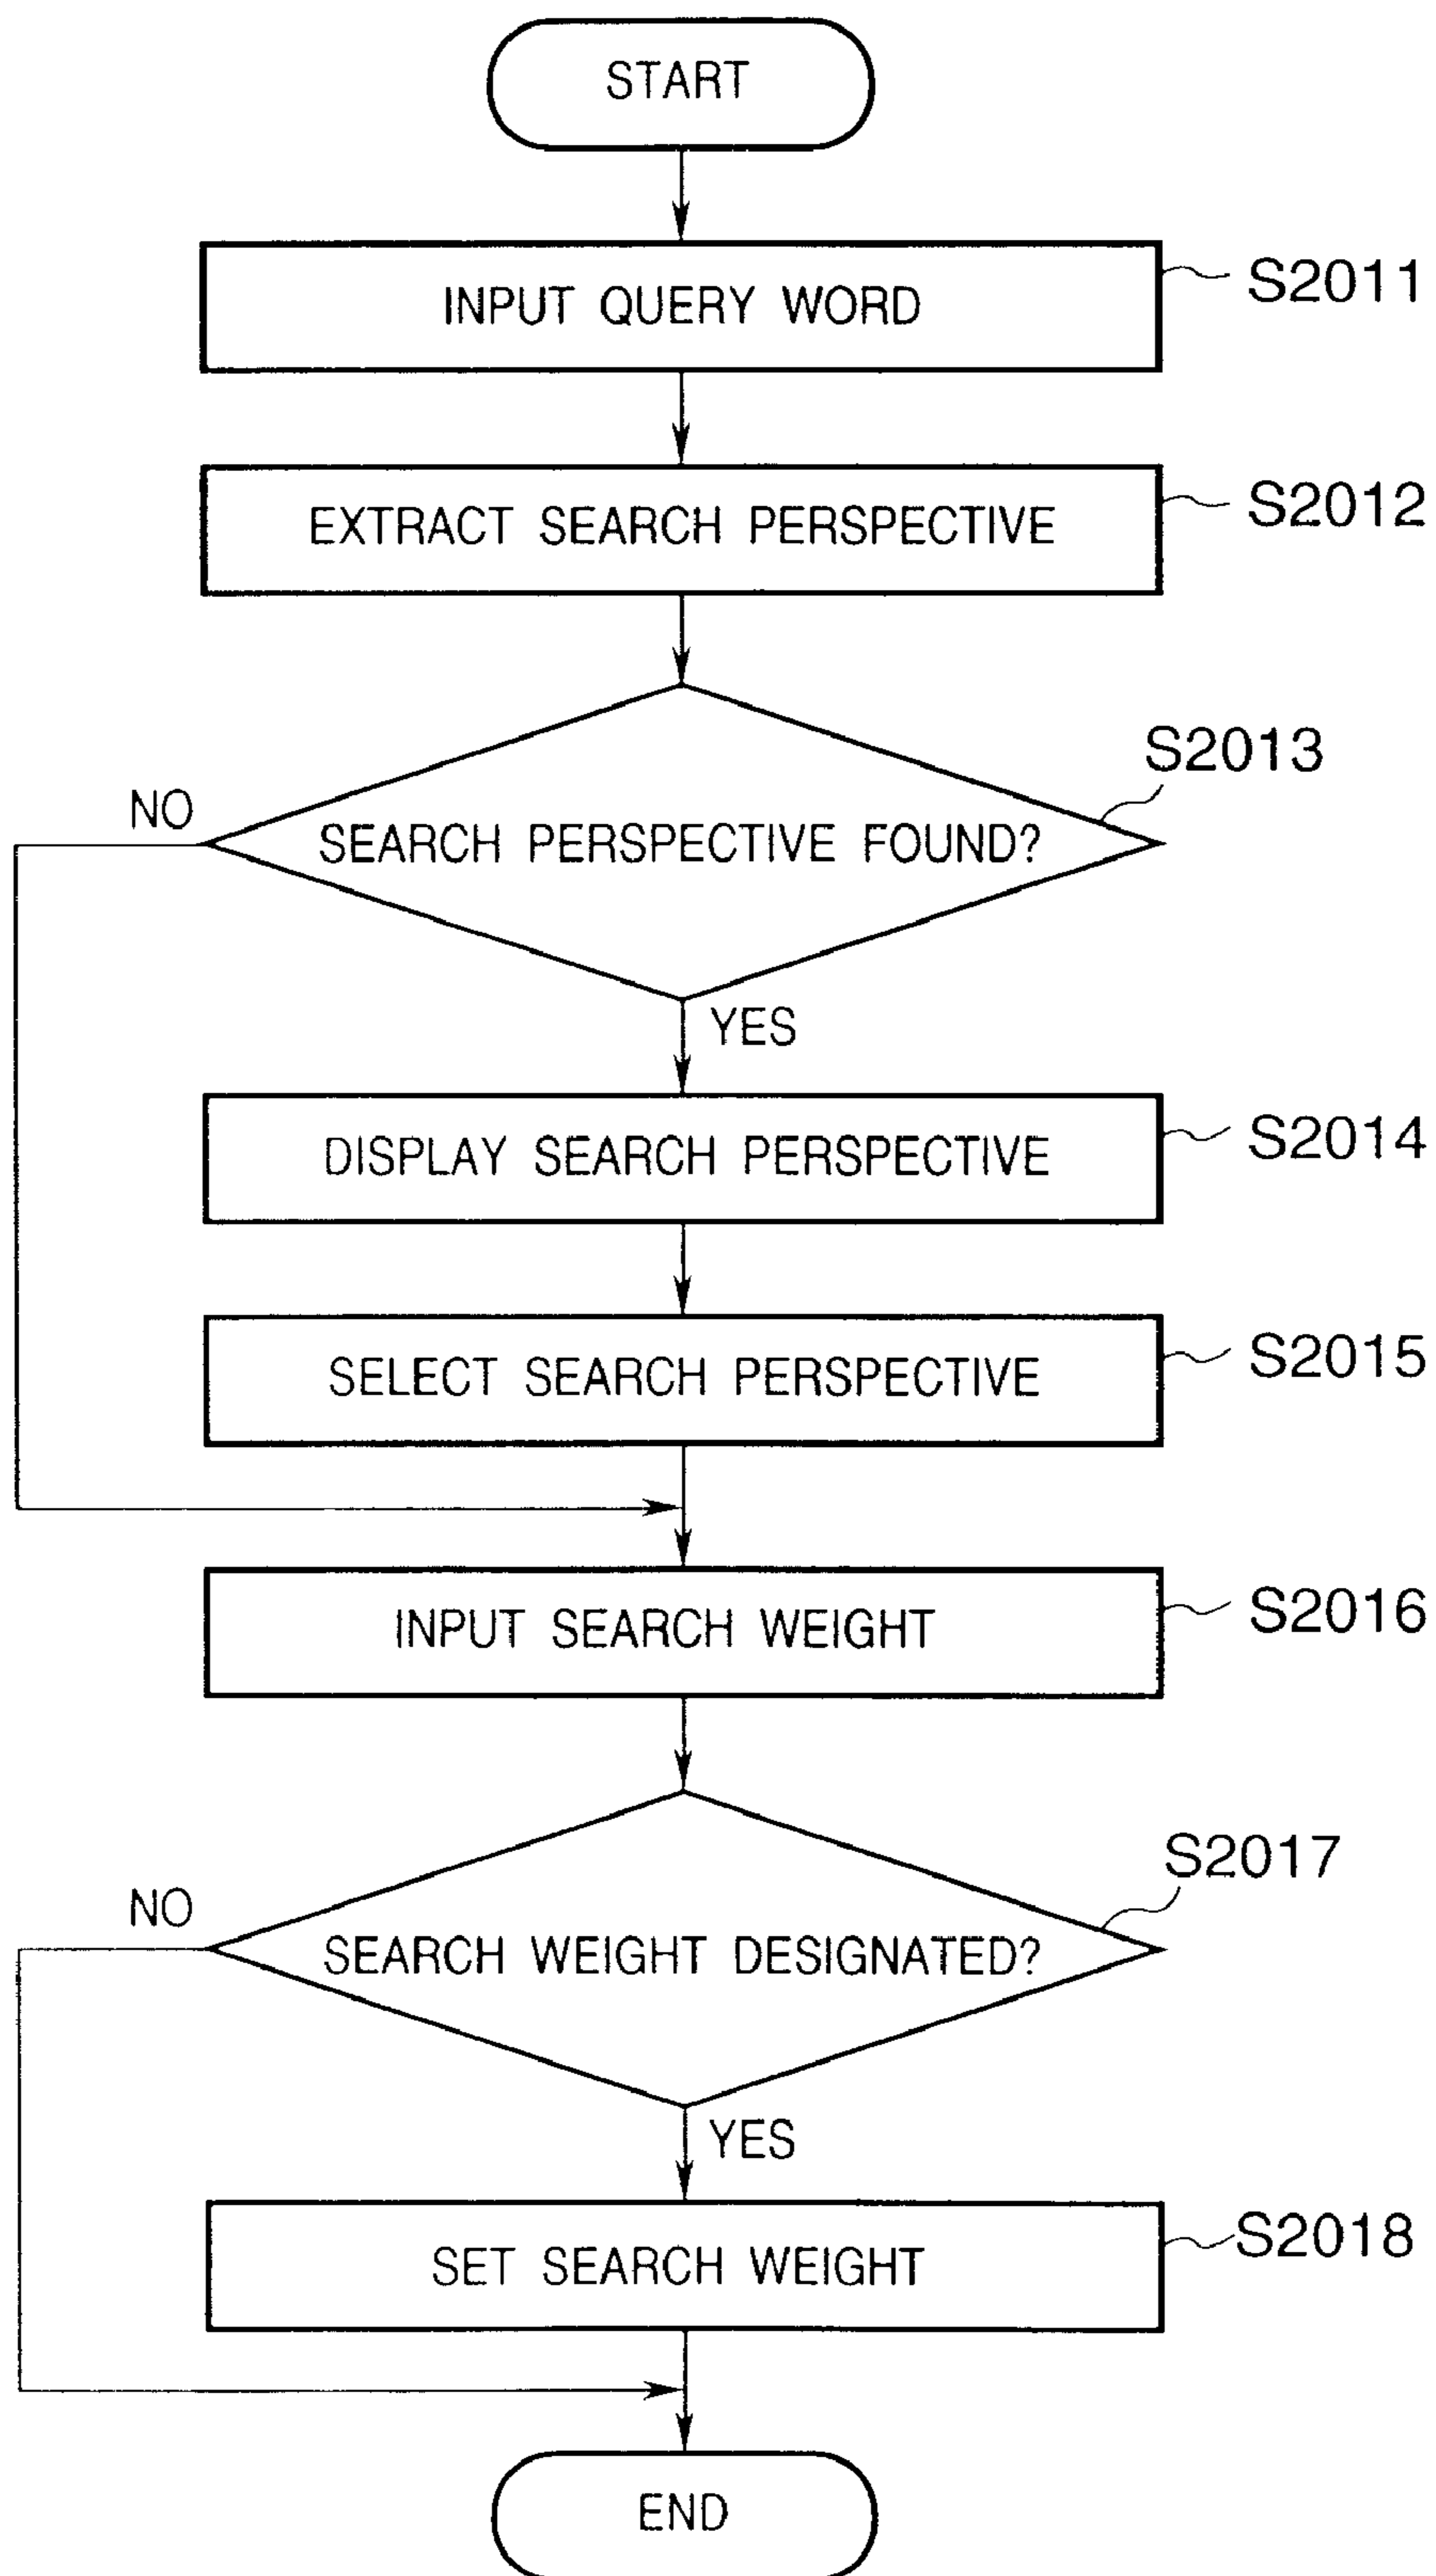 START
INPUT QUERY WORD
S2011
EXTRACT SEARCH PERSPECTIVE
S2012
S2013
NO
SEARCH PERSPECTIVE FOUND?
YES
DISPLAY SEARCH PERSPECTIVE
S2014
SELECT SEARCH PERSPECTIVE
S2015
INPUT SEARCH WEIGHT
S2016
S2017
NO
SEARCH WEIGHT DESIGNATED?
YES
SET SEARCH WEIGHT
S2018
END